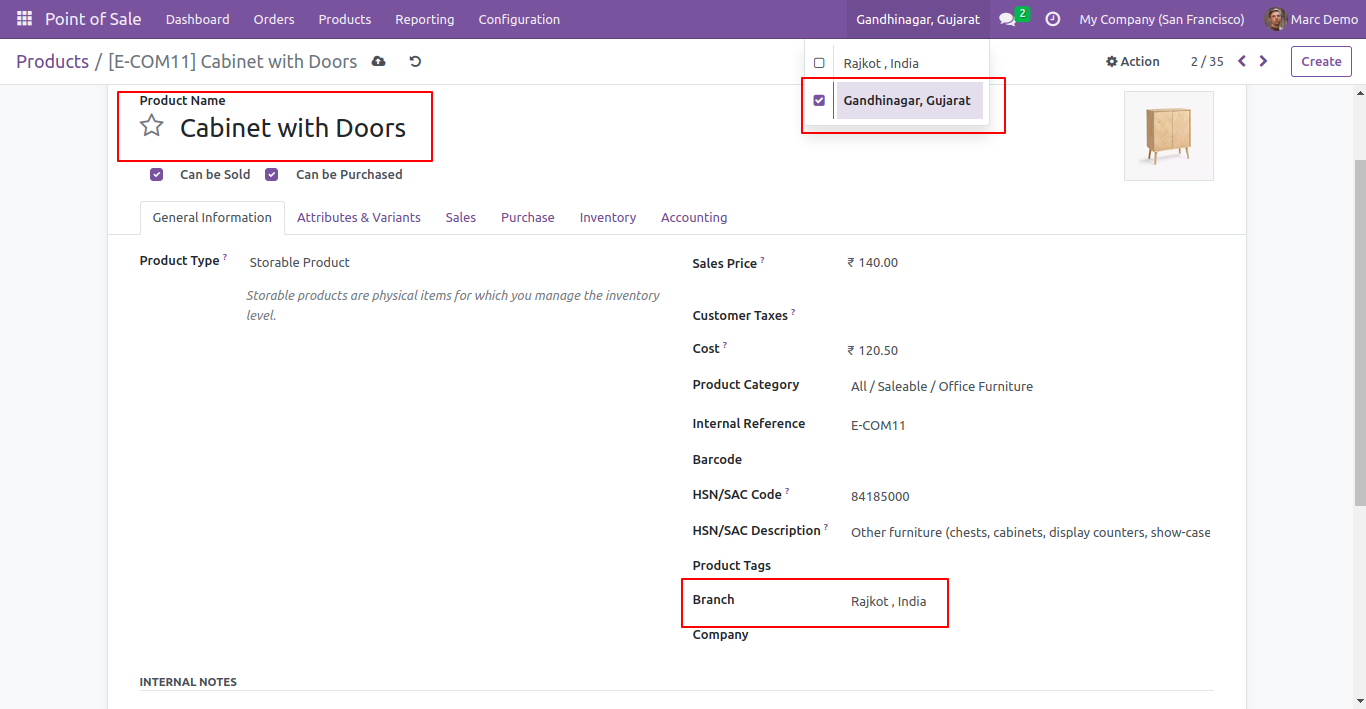 Point of Sale Dashboard Orders Products Reporting Configuration Gandhinagar, Gujarat 2 My Company (San Francisco) Marc Demo
Products / [E-COM11] Cabinet with Doors Action 2 / 35 Create
Rajkot , India
Gandhinagar, Gujarat
Product Name
Cabinet with Doors
Can be Sold Can be Purchased
General Information Attributes & Variants Sales Purchase Inventory Accounting
Product Type ? Storable Product
Storable products are physical items for which you manage the inventory
level.
Sales Price ? ₹ 140.00
Customer Taxes ?
Cost ? ₹ 120.50
Product Category All / Saleable / Office Furniture
Internal Reference E-COM11
Barcode
HSN/SAC Code ? 84185000
HSN/SAC Description ? Other furniture (chests, cabinets, display counters, show-case
Product Tags
Branch Rajkot , India
Company
INTERNAL NOTES